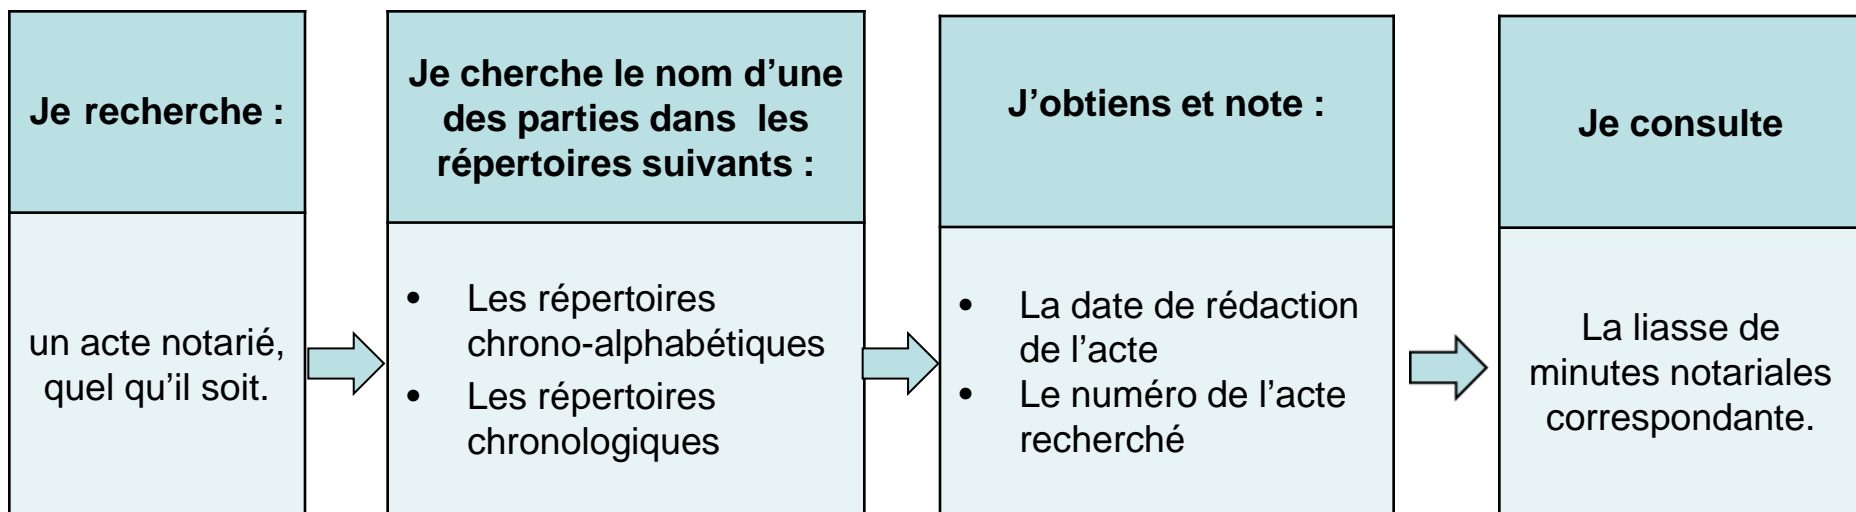 Je recherche :
un acte notarié,
quel qu’il soit.
Je cherche le nom d’une
des parties dans les
répertoires suivants :
• Les répertoires
chrono-alphabétiques
• Les répertoires
chronologiques
J’obtiens et note :
• La date de rédaction
de l’acte
• Le numéro de l’acte
recherché
Je consulte
La liasse de
minutes notariales
correspondante.